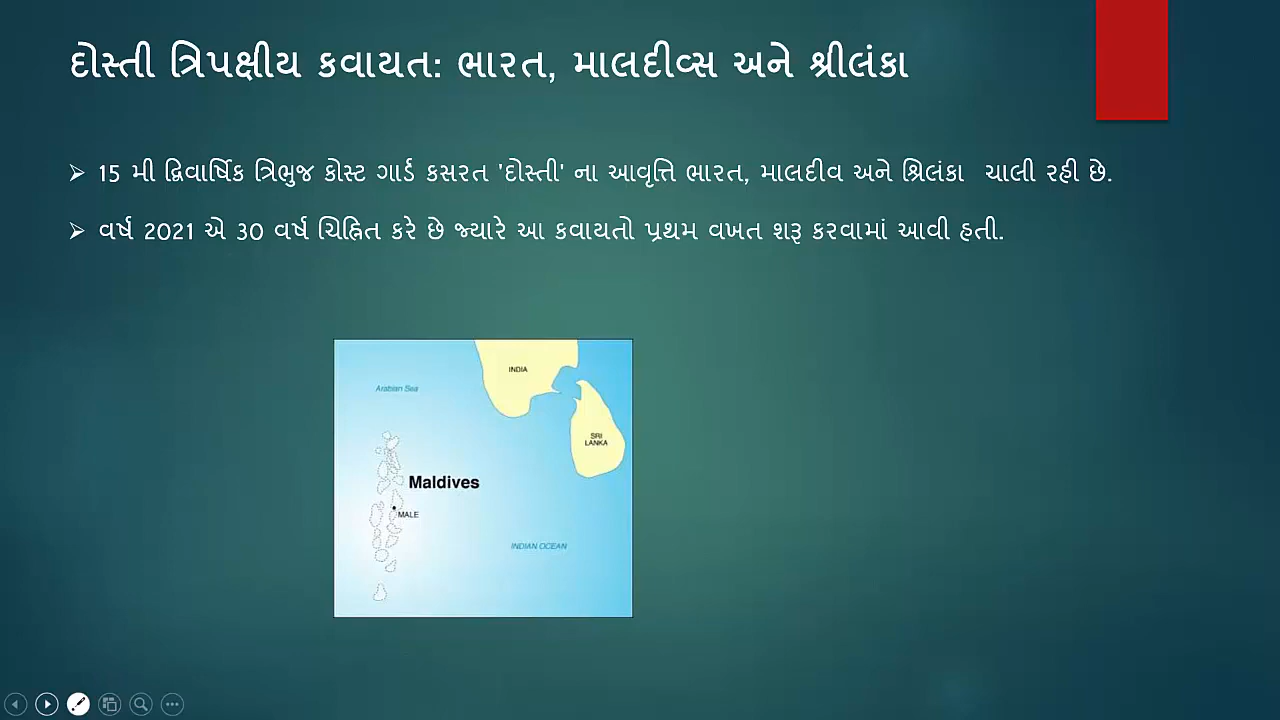 દોસ્તી ત્રિપક્ષીય કવાયત: ભારત, માલદીવ્સ અને શ્રીલંકા
15 મી દ્વિવાર્ષિક ત્રિભુજ કોસ્ટ ગાર્ડ કસરત 'દોસ્તી' ના આવૃત્તિ ભારત, માલદીવ અને શ્રિલંકા ચાલી રહી છે.
વર્ષ 2021 એ 30 વર્ષ ચિહ્નિત કરે છે જ્યારે આ કવાયતો પ્રથમ વખત શરૂ કરવામાં આવી હતી.
INDIA
Arabian Sea
SRI
LANKA
Maldives
MALE
INDIAN OCEAN